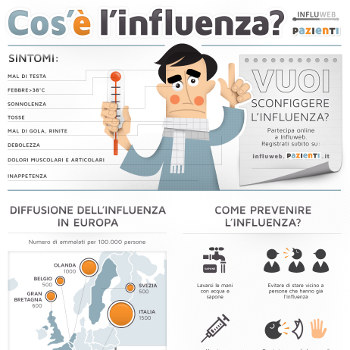 Cos'è l'influenza?
INFLUWEB
PAZIENTI
SINTOMI:
MAL DI TESTA
FEBBRE>38°C
SONNOLENZA
TOSSE
MAL DI GOLA, RINITE
DEBOLEZZA
DOLORI MUSCOLARI E ARTICOLARI
INAPPETENZA
VUOI
SCONFIGGERE
L'INFLUENZA?
Partecipa online
a Influweb.
Registrati subito su:
influweb.PAZIENTI.it
DIFFUSIONE DELL'INFLUENZA
IN EUROPA
Numero di ammalati per 100.000 persone
OLANDA
1000
BELGIO
500
SVEZIA
500
GRAN
BRETAGNA
600
ITALIA
1500
COME PREVENIRE
L'INFLUENZA?
Lavarsi le mani
con acqua e
sapone
Evitare di stare vicino a
persone che hanno già
l'influenza